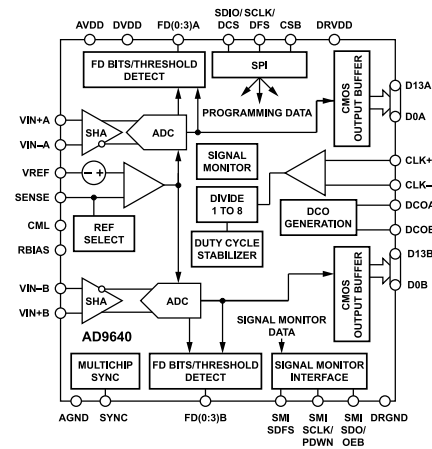 AVDD DVDD FD(0:3)A SDIO/ SCLK/ CSB DRVDD
DCS DFS
FD BITS/THRESHOLD
DETECT
SPI
PROGRAMMING DATA
CMOS
OUTPUT BUFFER
D13A
D0A
VIN+A
VIN–A
SHA
ADC
VREF
– +
SENSE
REF
SELECT
CML
RBIAS
SIGNAL
MONITOR
DIVIDE
1 TO 8
DUTY CYCLE
STABILIZER
CLK+
CLK–
DCO
GENERATION
DCOA
DCOB
VIN–B
VIN+B
SHA
ADC
CMOS
OUTPUT BUFFER
D13B
D0B
AD9640
SIGNAL MONITOR
DATA
MULTICHIP
SYNC
FD BITS/THRESHOLD
DETECT
SIGNAL MONITOR
INTERFACE
AGND SYNC FD(0:3)B SMI SMI SMI DRGND
SDFS SCLK/ SDO/
PDWN OEB